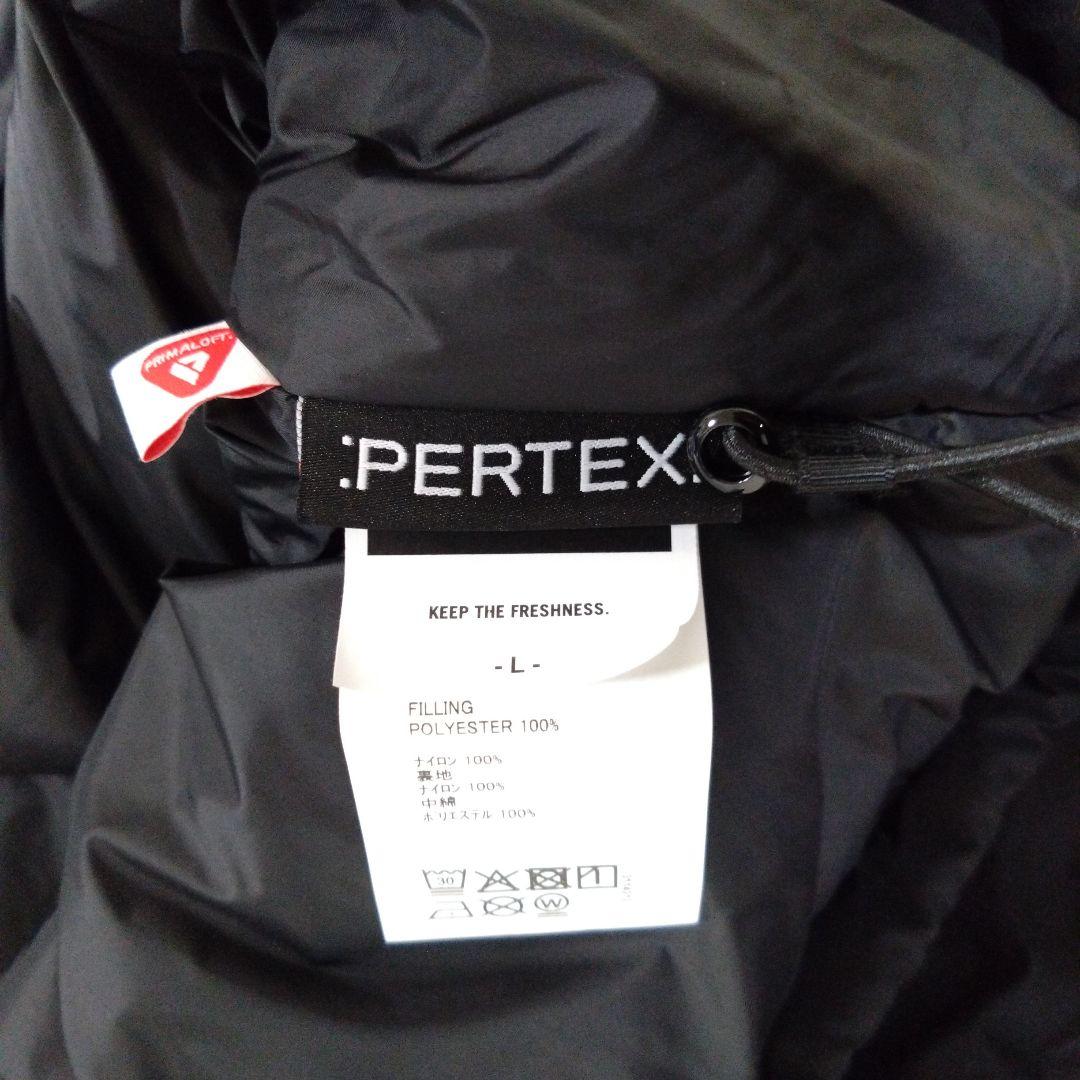 PRIMALOFT
:PERTEX:
KEEP THE FRESHNESS.
- L -
FILLING
POLYESTER 100%
ナイロン 100%
裏地
ナイロン 100%
中綿
ポリエステル 100%
30
W